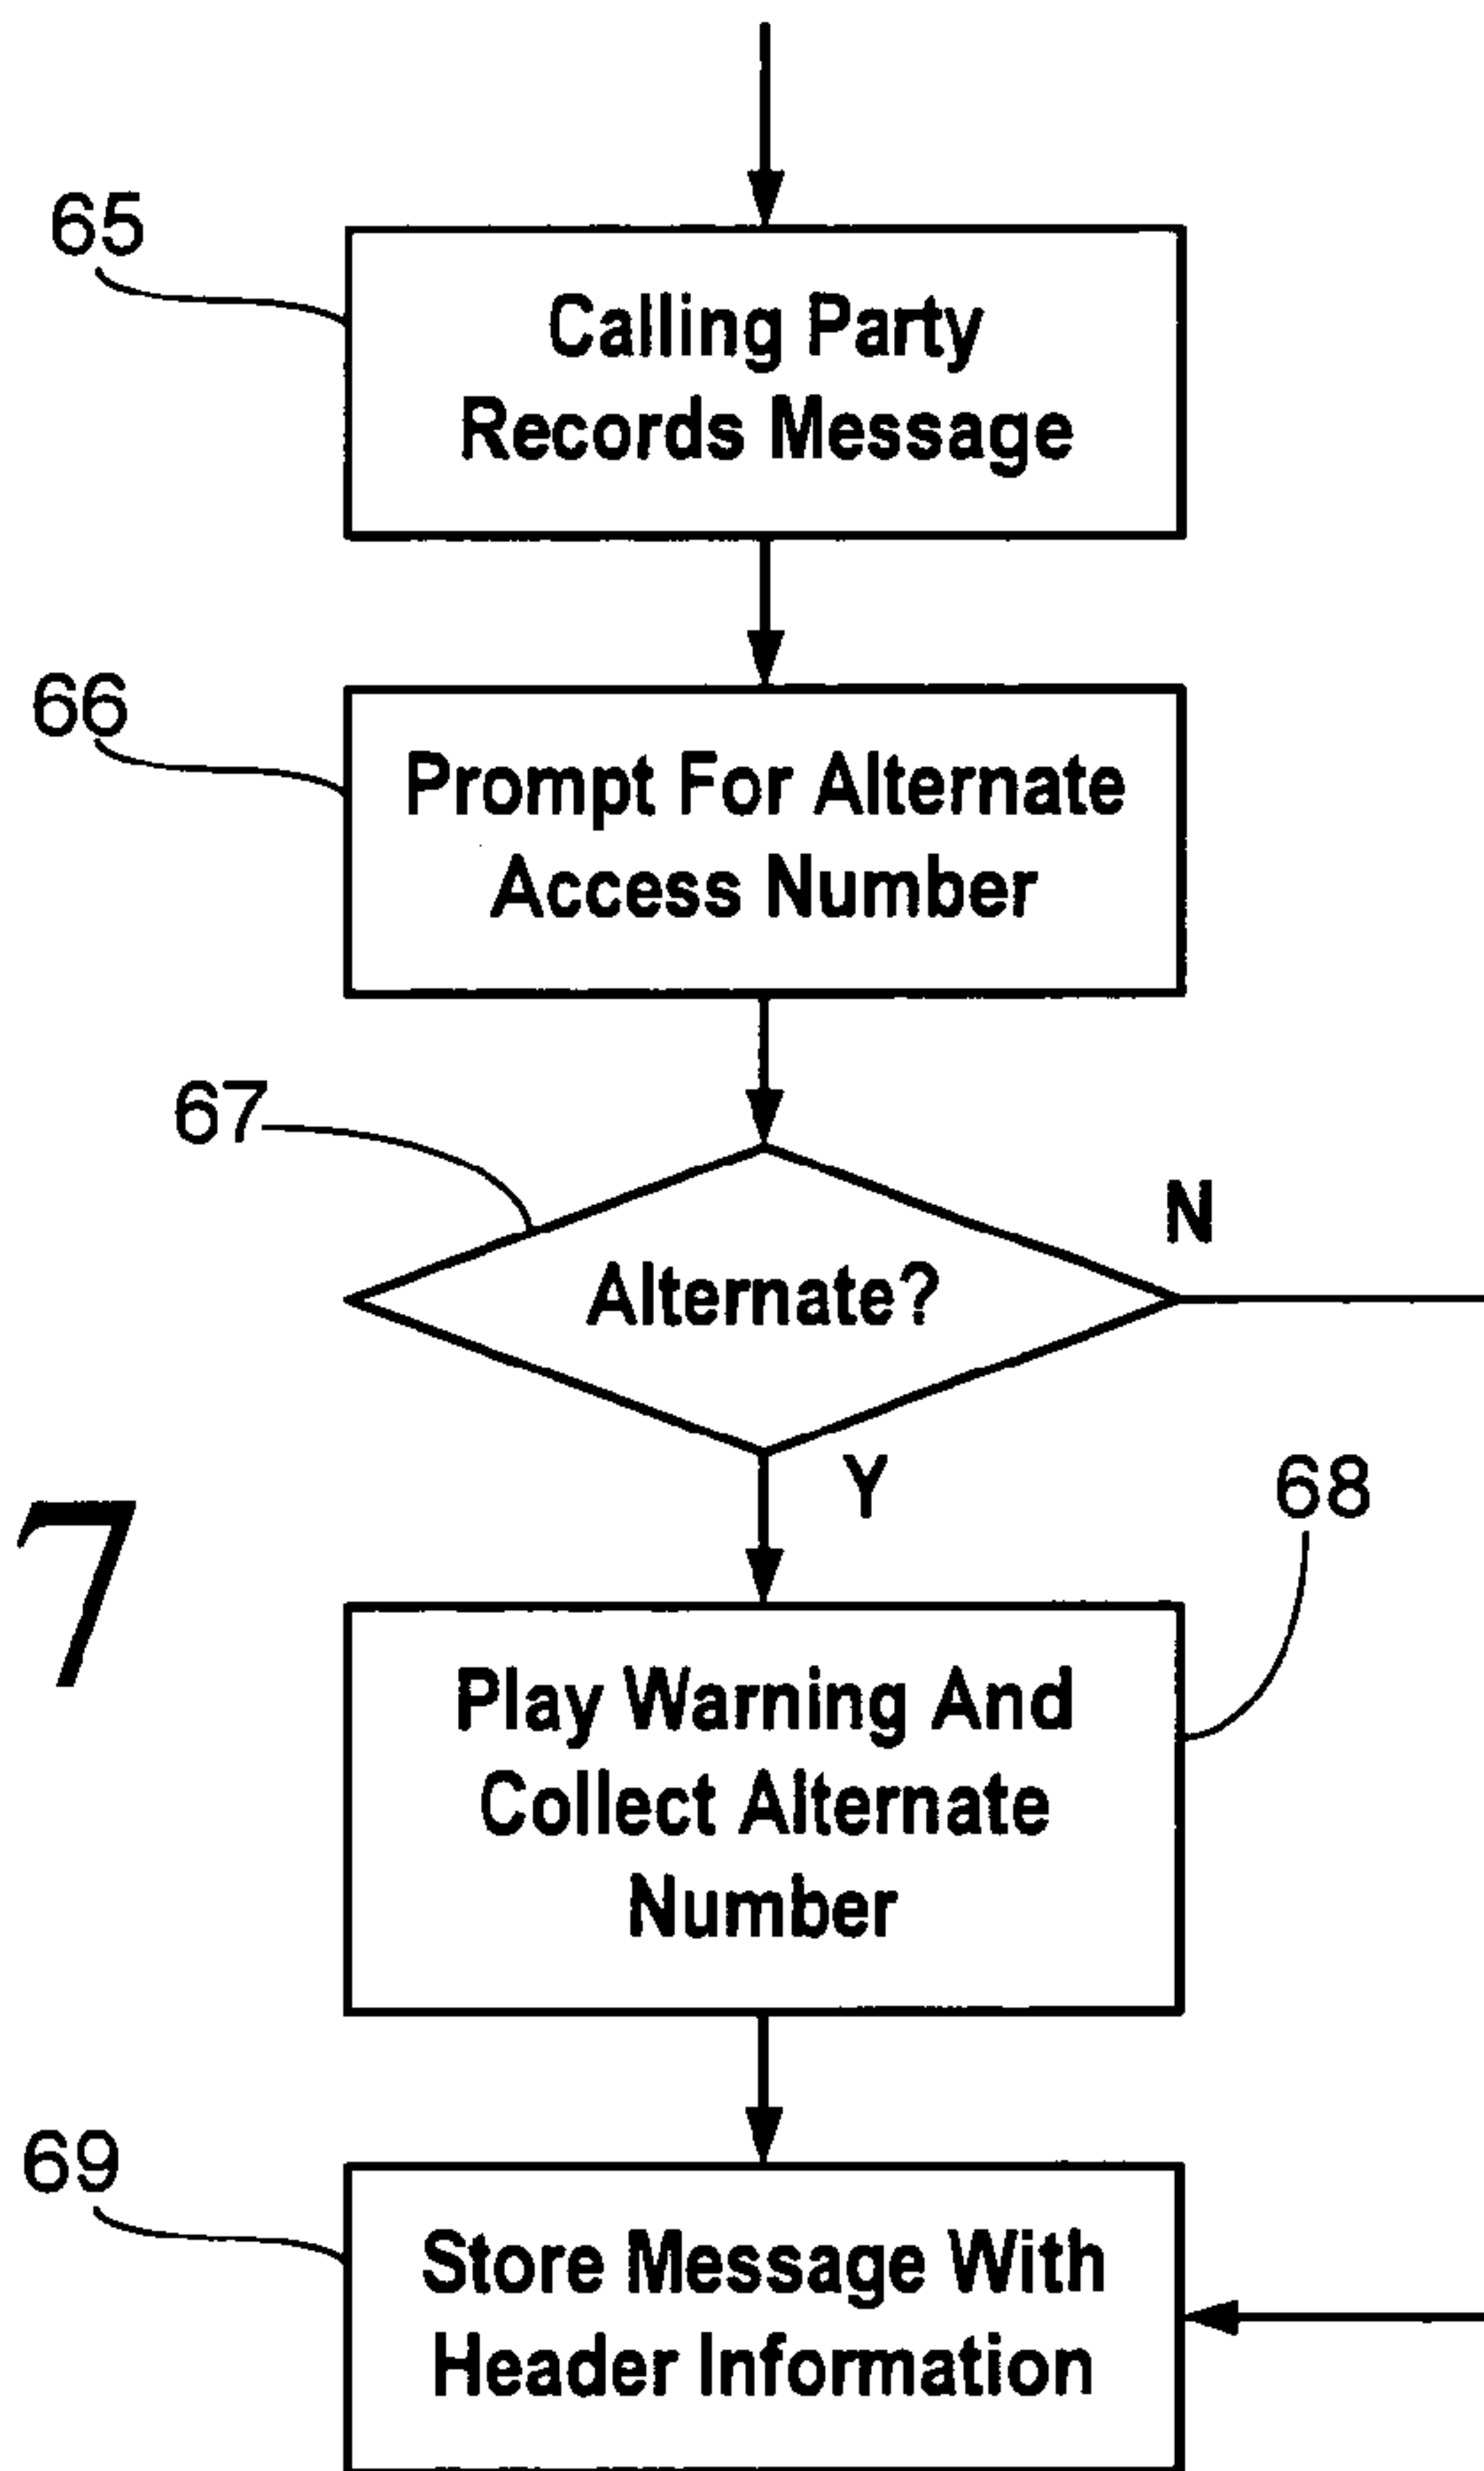 65
Calling Party
Records Message
66
Prompt For Alternate
Access Number
67
N
Alternate?
Y
68
7
Play Warning And
Collect Alternate
Number
69
Store Message With
Header Information